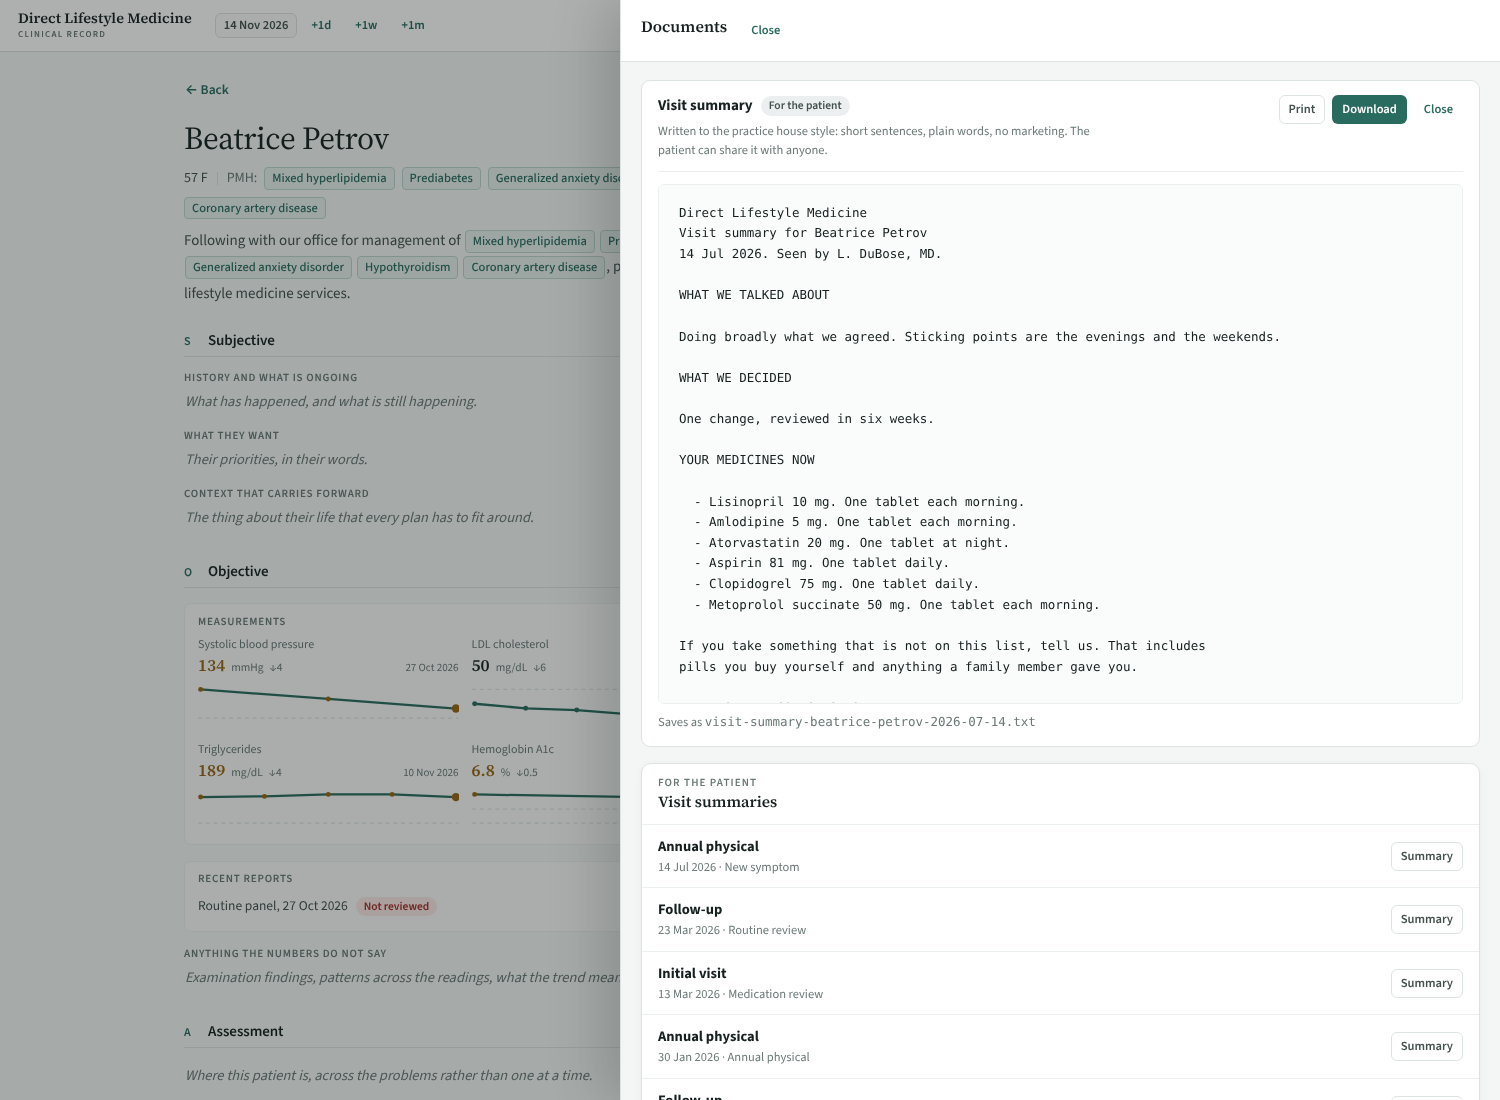 Direct Lifestyle Medicine
CLINICAL RECORD
14 Nov 2026
+1d
+1w
+1m
← Back
Beatrice Petrov
57 F
PMH:
Mixed hyperlipidemia
Prediabetes
Generalized anxiety
Coronary artery disease
Following with our office for management of Mixed hyperlipidemia
Generalized anxiety disorder
Hypothyroidism
Coronary artery disease ,
lifestyle medicine services.
S Subjective
HISTORY AND WHAT IS ONGOING
What has happened, and what is still happening.
WHAT THEY WANT
Their priorities, in their words.
CONTEXT THAT CARRIES FORWARD
The thing about their life that every plan has to fit around.
O Objective
MEASUREMENTS
Systolic blood pressure
134 mmHg ↓4
27 Oct 2026
LDL cholesterol
50 mg/dL ↓6
Triglycerides
189 mg/dL ↓4
10 Nov 2026
Hemoglobin A1c
6.8 % ↓0.5
RECENT REPORTS
Routine panel, 27 Oct 2026
Not reviewed
ANYTHING THE NUMBERS DO NOT SAY
Examination findings, patterns across the readings, what the trend
A Assessment
Where this patient is, across the problems rather than one at a time.
Documents
Close
Visit summary
For the patient
Print
Download
Close
Written to the practice house style: short sentences, plain words, no marketing. The
patient can share it with anyone.
Direct Lifestyle Medicine
Visit summary for Beatrice Petrov
14 Jul 2026. Seen by L. DuBose, MD.
WHAT WE TALKED ABOUT
Doing broadly what we agreed. Sticking points are the evenings and the weekends.
WHAT WE DECIDED
One change, reviewed in six weeks.
YOUR MEDICINES NOW
- Lisinopril 10 mg. One tablet each morning.
- Amlodipine 5 mg. One tablet each morning.
- Atorvastatin 20 mg. One tablet at night.
- Aspirin 81 mg. One tablet daily.
- Clopidogrel 75 mg. One tablet daily.
- Metoprolol succinate 50 mg. One tablet each morning.
If you take something that is not on this list, tell us. That includes
pills you buy yourself and anything a family member gave you.
Saves as visit-summary-beatrice-petrov-2026-07-14.txt
FOR THE PATIENT
Visit summaries
Annual physical
14 Jul 2026 · New symptom
Summary
Follow-up
23 Mar 2026 · Routine review
Summary
Initial visit
13 Mar 2026 · Medication review
Summary
Annual physical
30 Jan 2026 · Annual physical
Summary
Follow-up